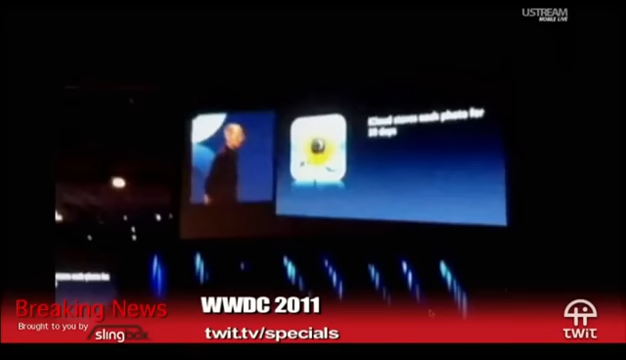 USTREAM
MOBILE LIVE
iCloud stores each photo for
30 days
Breaking News
WWDC 2011
Brought to you by sling
twit.tv/specials
TWiT